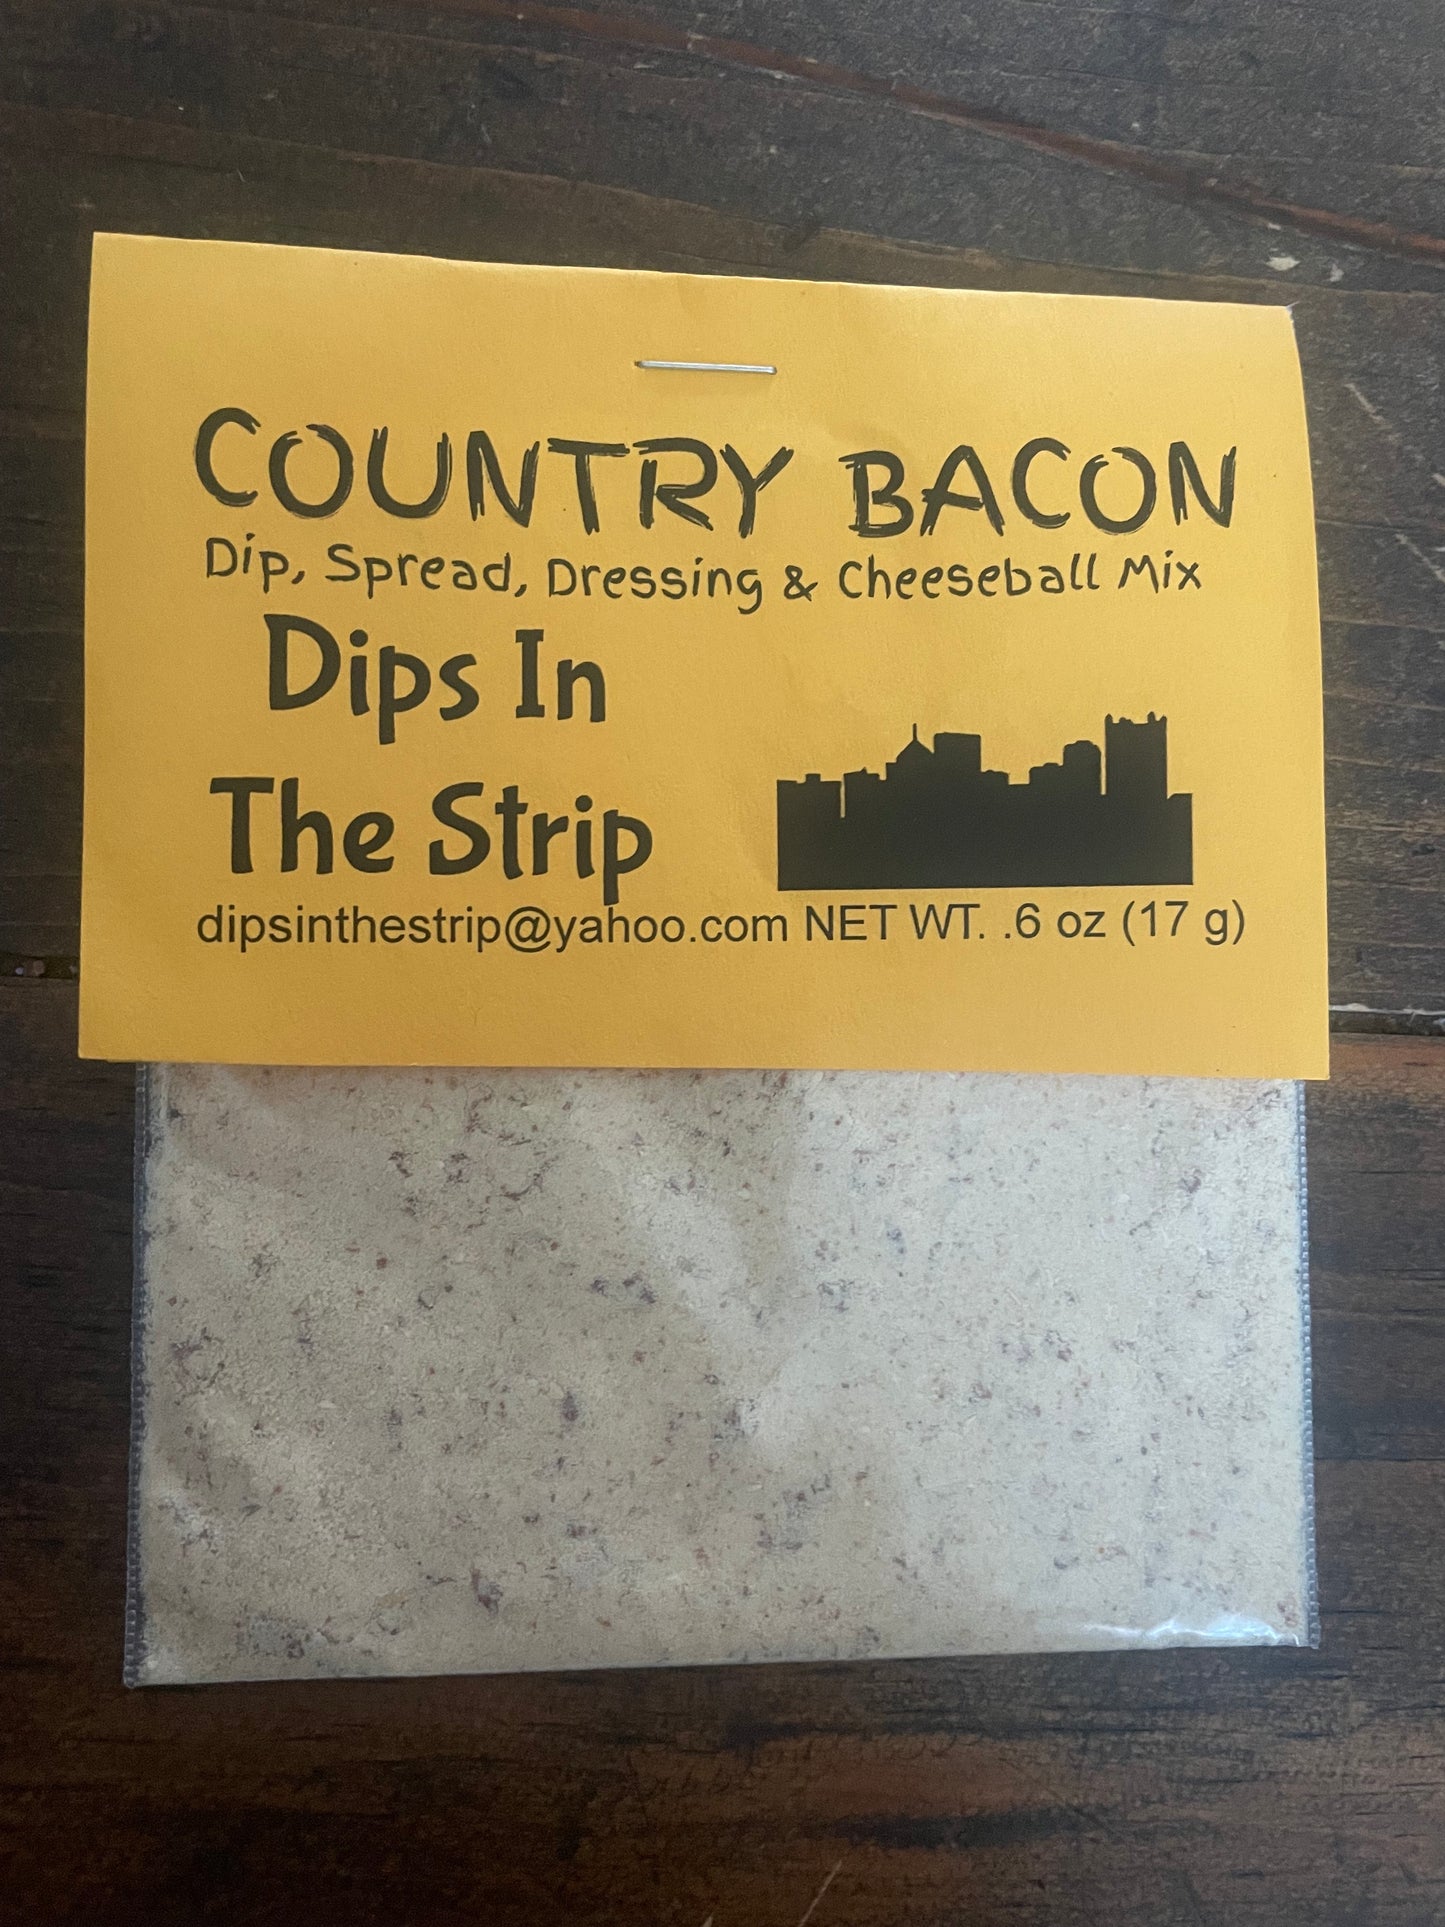 COUNTRY BACON
Dip, Spread, Dressing & Cheeseball Mix
Dips In
The Strip
dipsinthestrip@yahoo.com NET WT. .6 oz (17 g)